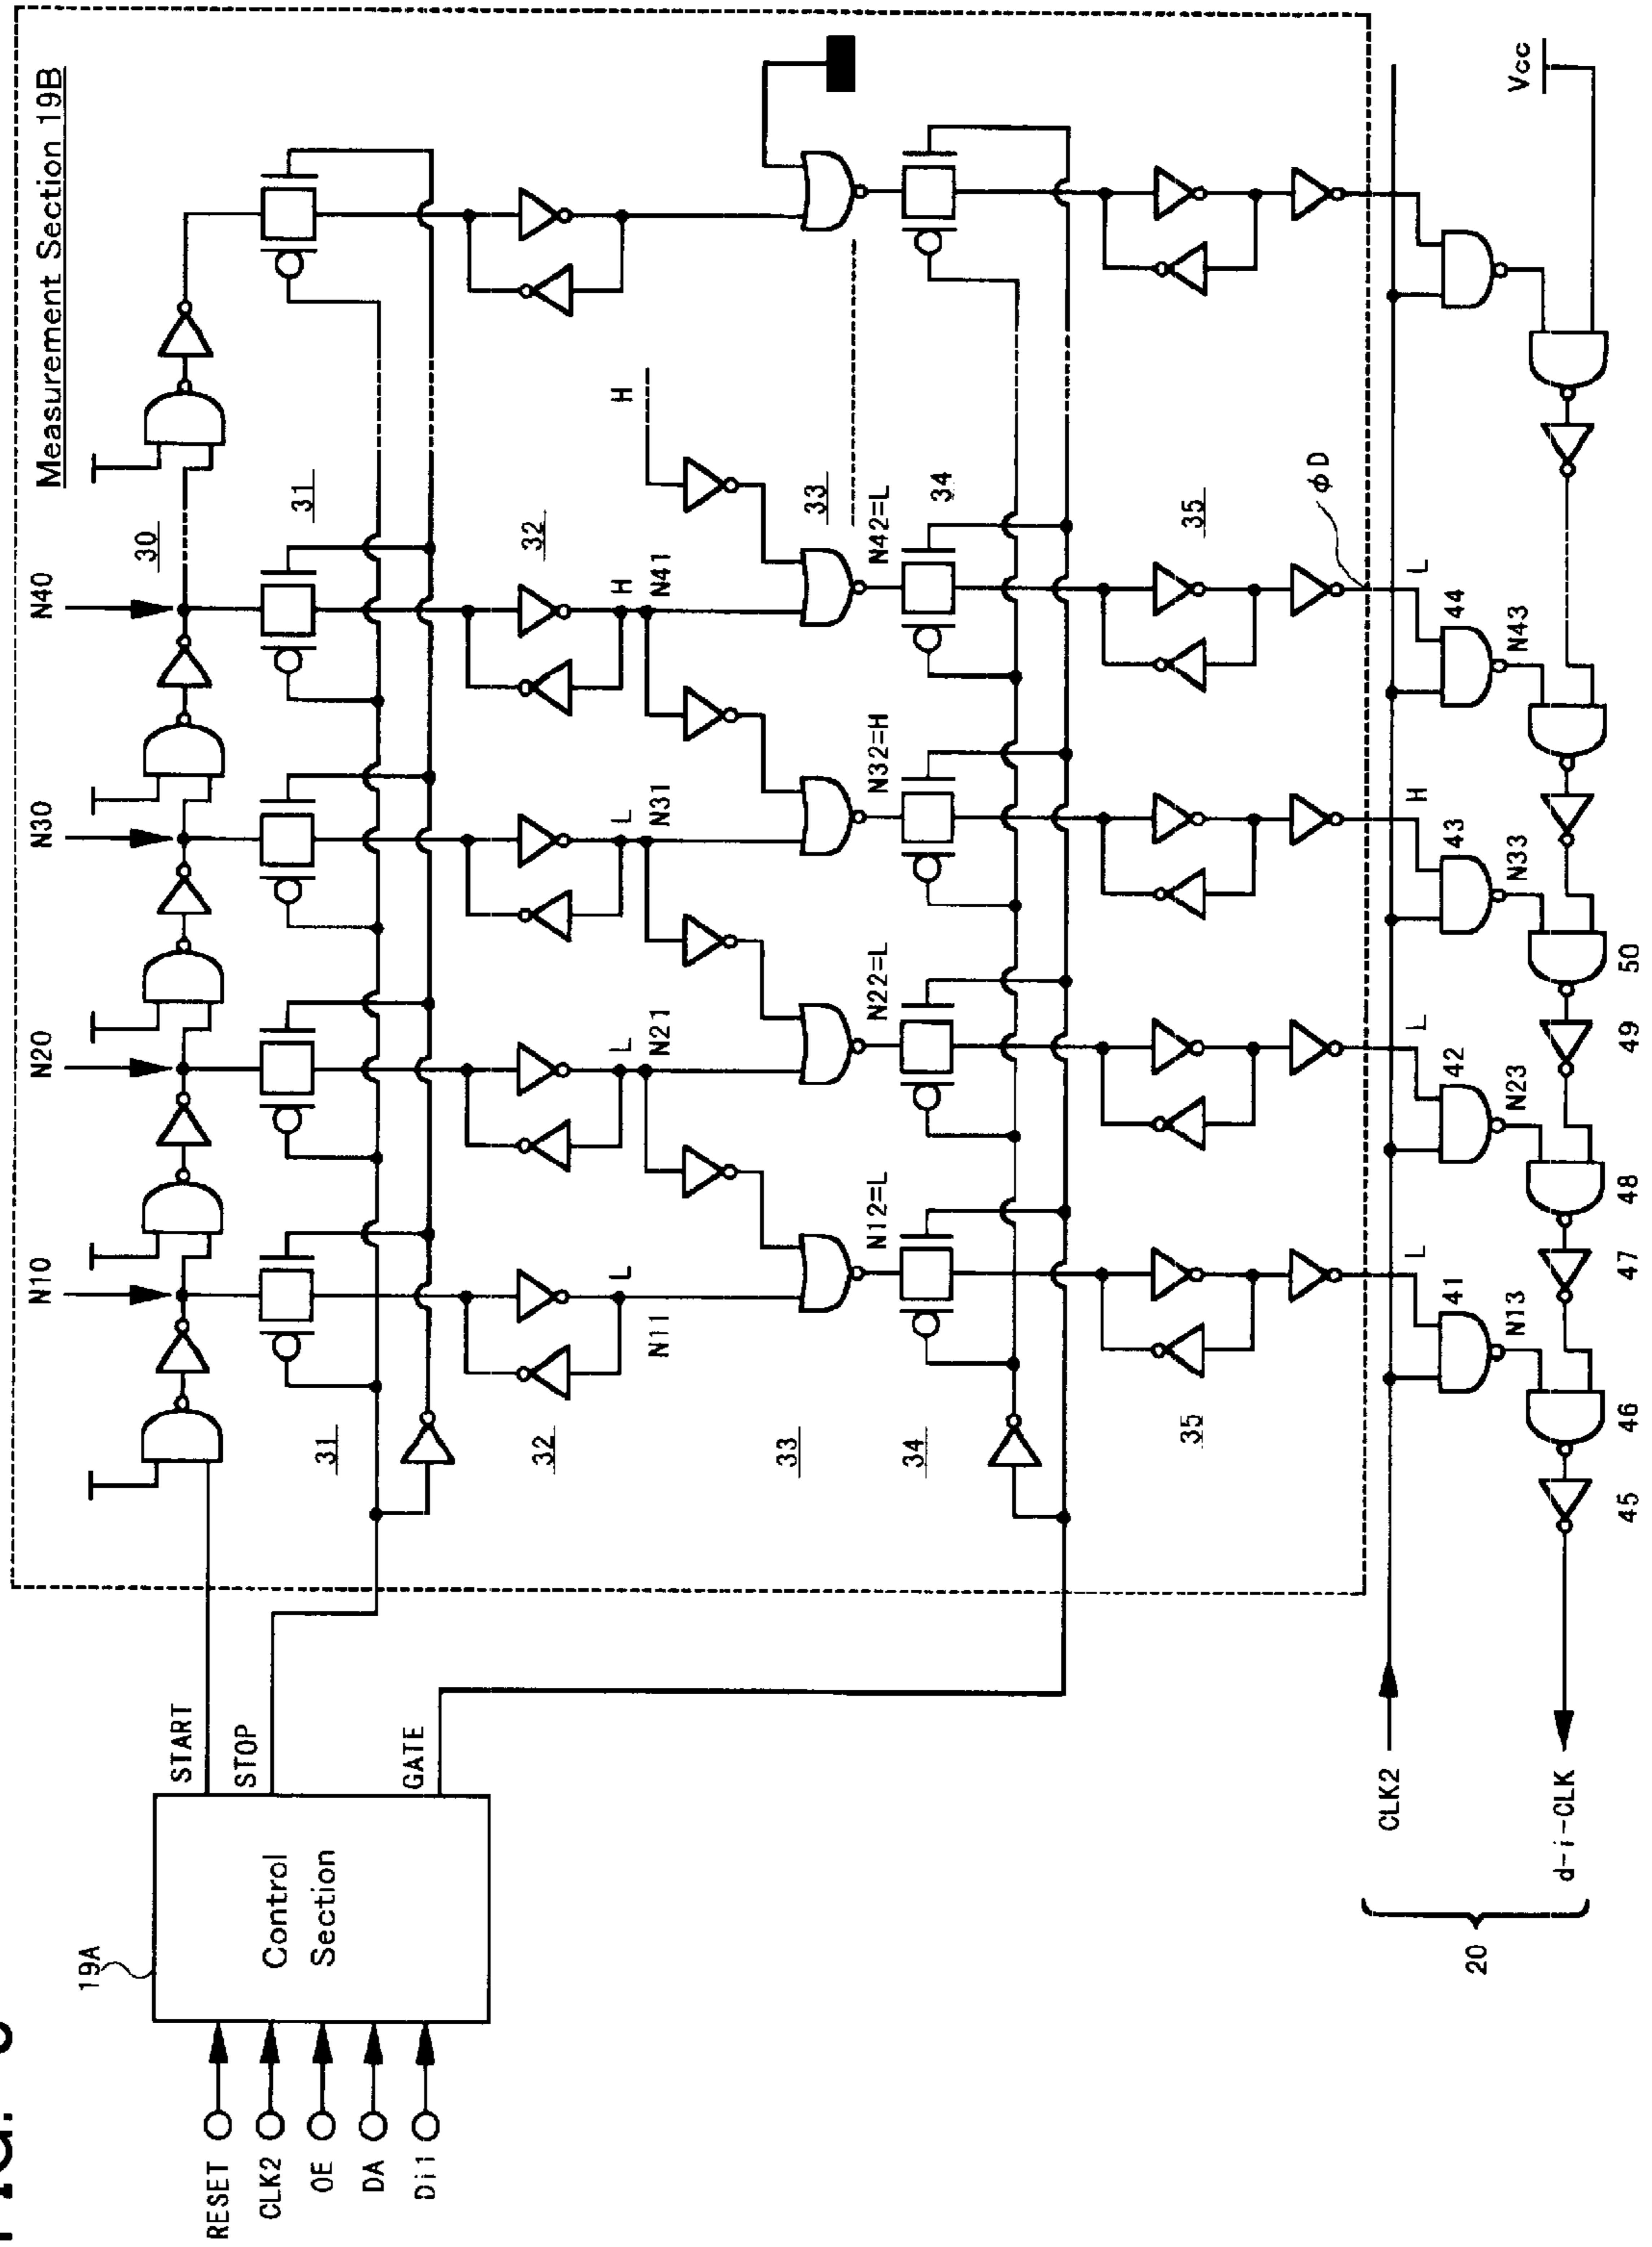 Measurement Section 19B
N10
N20
N30
N40
30
31
31
32
32
L
N11
L
N21
L
N31
H
N41
H
33
33
N12=L
N22=L
N32=H
N42=L
34
34
35
35
φD
L
L
H
L
41
42
43
44
N13
N23
N33
N43
Vcc
45
46
47
48
49
50
19A
Control
Section
START
STOP
GATE
RESET
CLK2
OE
DA
Di1
CLK2
d-i-CLK
20